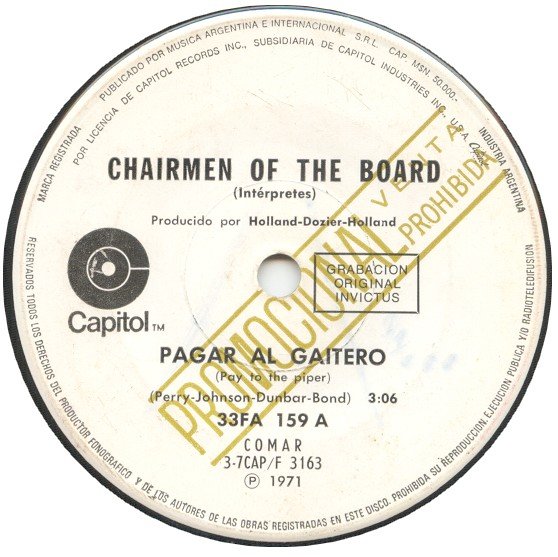 PUBLICADO POR MUSICA ARGENTINA E INTERNACIONAL S.R.L. CAP. M$N. 50.000.-
POR LICENCIA DE CAPITOL RECORDS INC., SUBSIDIARIA DE CAPITOL INDUSTRIES INC., U.S.A.
MARCA REGISTRADA
INDUSTRIA ARGENTINA
Capitol
CHAIRMEN OF THE BOARD
(Intérpretes)
Producido por Holland-Dozier-Holland
PROMOCIONAL
VENTA
PROHIBIDA
GRABACION
ORIGINAL
INVICTUS
Capitol TM
PAGAR AL GAITERO
(Pay to the piper)
(Perry-Johnson-Dunbar-Bond) 3:06
33FA 159 A
COMAR
3-7CAP/F 3163
Ⓟ 1971
RESERVADOS TODOS LOS DERECHOS DEL PRODUCTOR FONOGRAFICO Y DE LOS AUTORES DE LAS OBRAS REGISTRADAS EN ESTE DISCO. PROHIBIDA SU REPRODUCCION, EJECUCION PUBLICA Y/O RADIOTELEDIFUSION